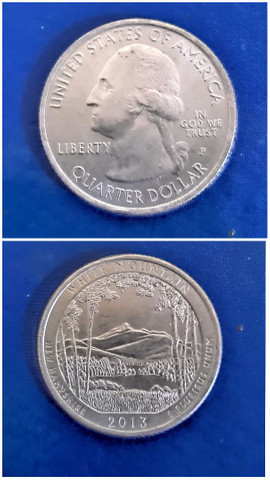 UNITED STATES OF AMERICA
LIBERTY
IN
GOD WE
TRUST
P
QUARTER DOLLAR
WHITE MOUNTAIN
NEW HAMPSHIRE
2013
E PLURIBUS UNUM